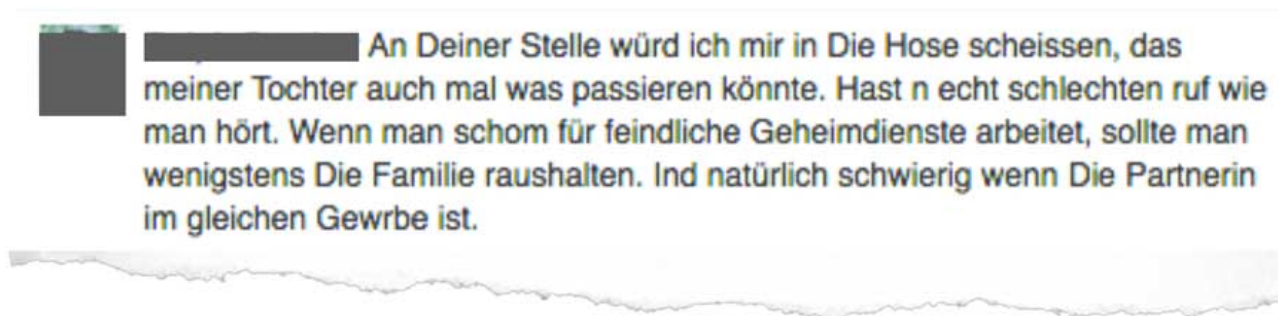 An Deiner Stelle würd ich mir in Die Hose scheissen, das
meiner Tochter auch mal was passieren könnte. Hast n echt schlechten ruf wie
man hört. Wenn man schom für feindliche Geheimdienste arbeitet, sollte man
wenigstens Die Familie raushalten. Ind natürlich schwierig wenn Die Partnerin
im gleichen Gewrbe ist.